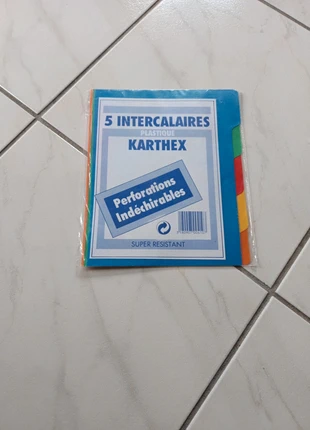 5 INTERCALAIRES
PLASTIQUE
KARTHEX
Perforations
Indéchirables
SUPER RESISTANT